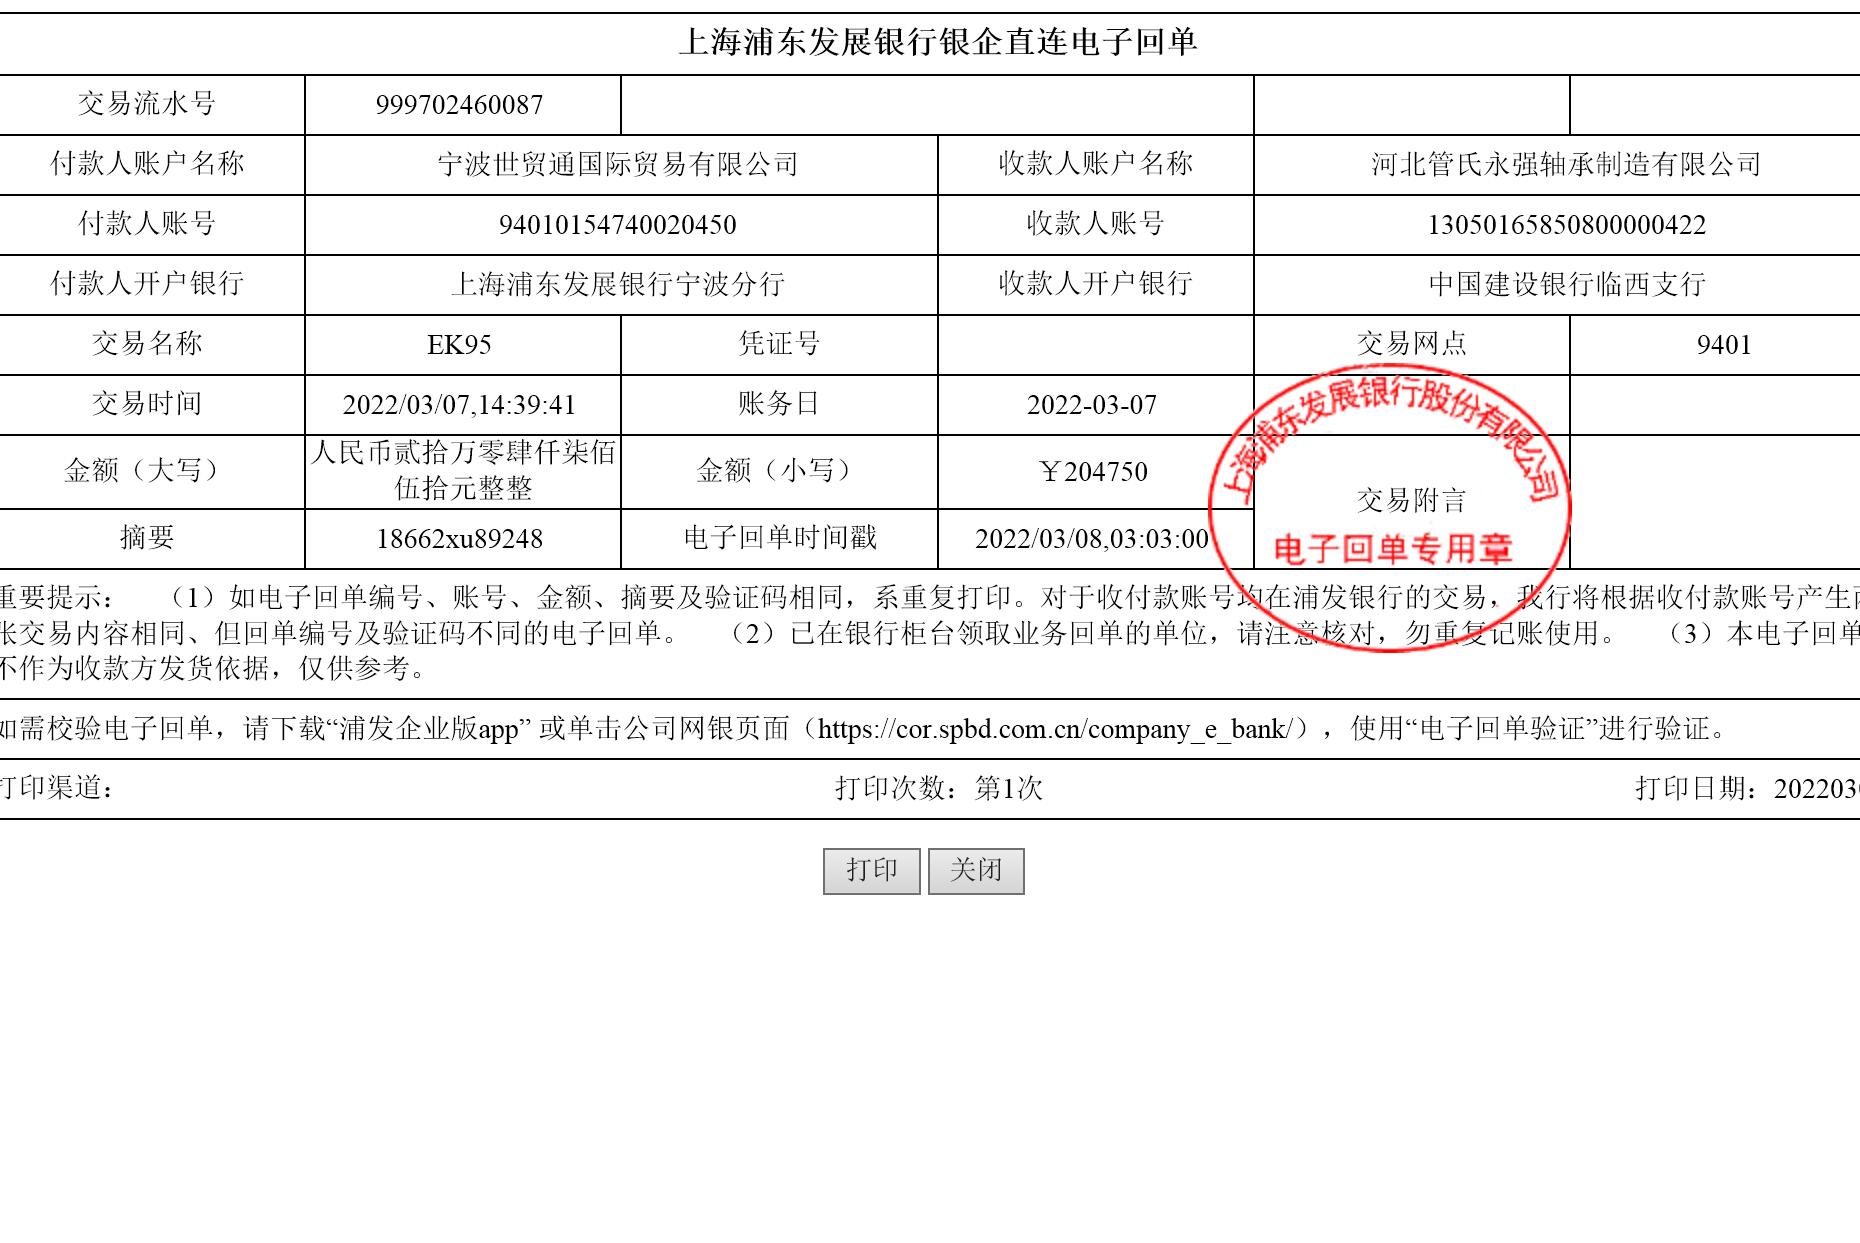 上海浦东发展银行银企直连电子回单
交易流水号 999702460087
付款人账户名称 宁波世贸通国际贸易有限公司 收款人账户名称 河北管氏永强轴承制造有限公司
付款人账号 94010154740020450 收款人账号 13050165850800000422
付款人开户银行 上海浦东发展银行宁波分行 收款人开户银行 中国建设银行临西支行
交易名称 EK95 凭证号 交易网点 9401
交易时间 2022/03/07,14:39:41 账务日 2022-03-07
金额（大写） 人民币贰拾万零肆仟柒佰
伍拾元整整 金额（小写） ￥204750
交易附言
摘要 18662xu89248 电子回单时间戳 2022/03/08,03:03:00
上海浦东发展银行股份有限公司
电子回单专用章
重要提示： （1）如电子回单编号、账号、金额、摘要及验证码相同，系重复打印。对于收付款账号均在浦发银行的交易，我行将根据收付款账号产生两
张交易内容相同、但回单编号及验证码不同的电子回单。 （2）已在银行柜台领取业务回单的单位，请注意核对，勿重复记账使用。 （3）本电子回单
不作为收款方发货依据，仅供参考。
如需校验电子回单，请下载“浦发企业版app” 或单击公司网银页面（https://cor.spbd.com.cn/company_e_bank/），使用“电子回单验证”进行验证。
打印渠道： 打印次数：第1次 打印日期：202203
打印 关闭